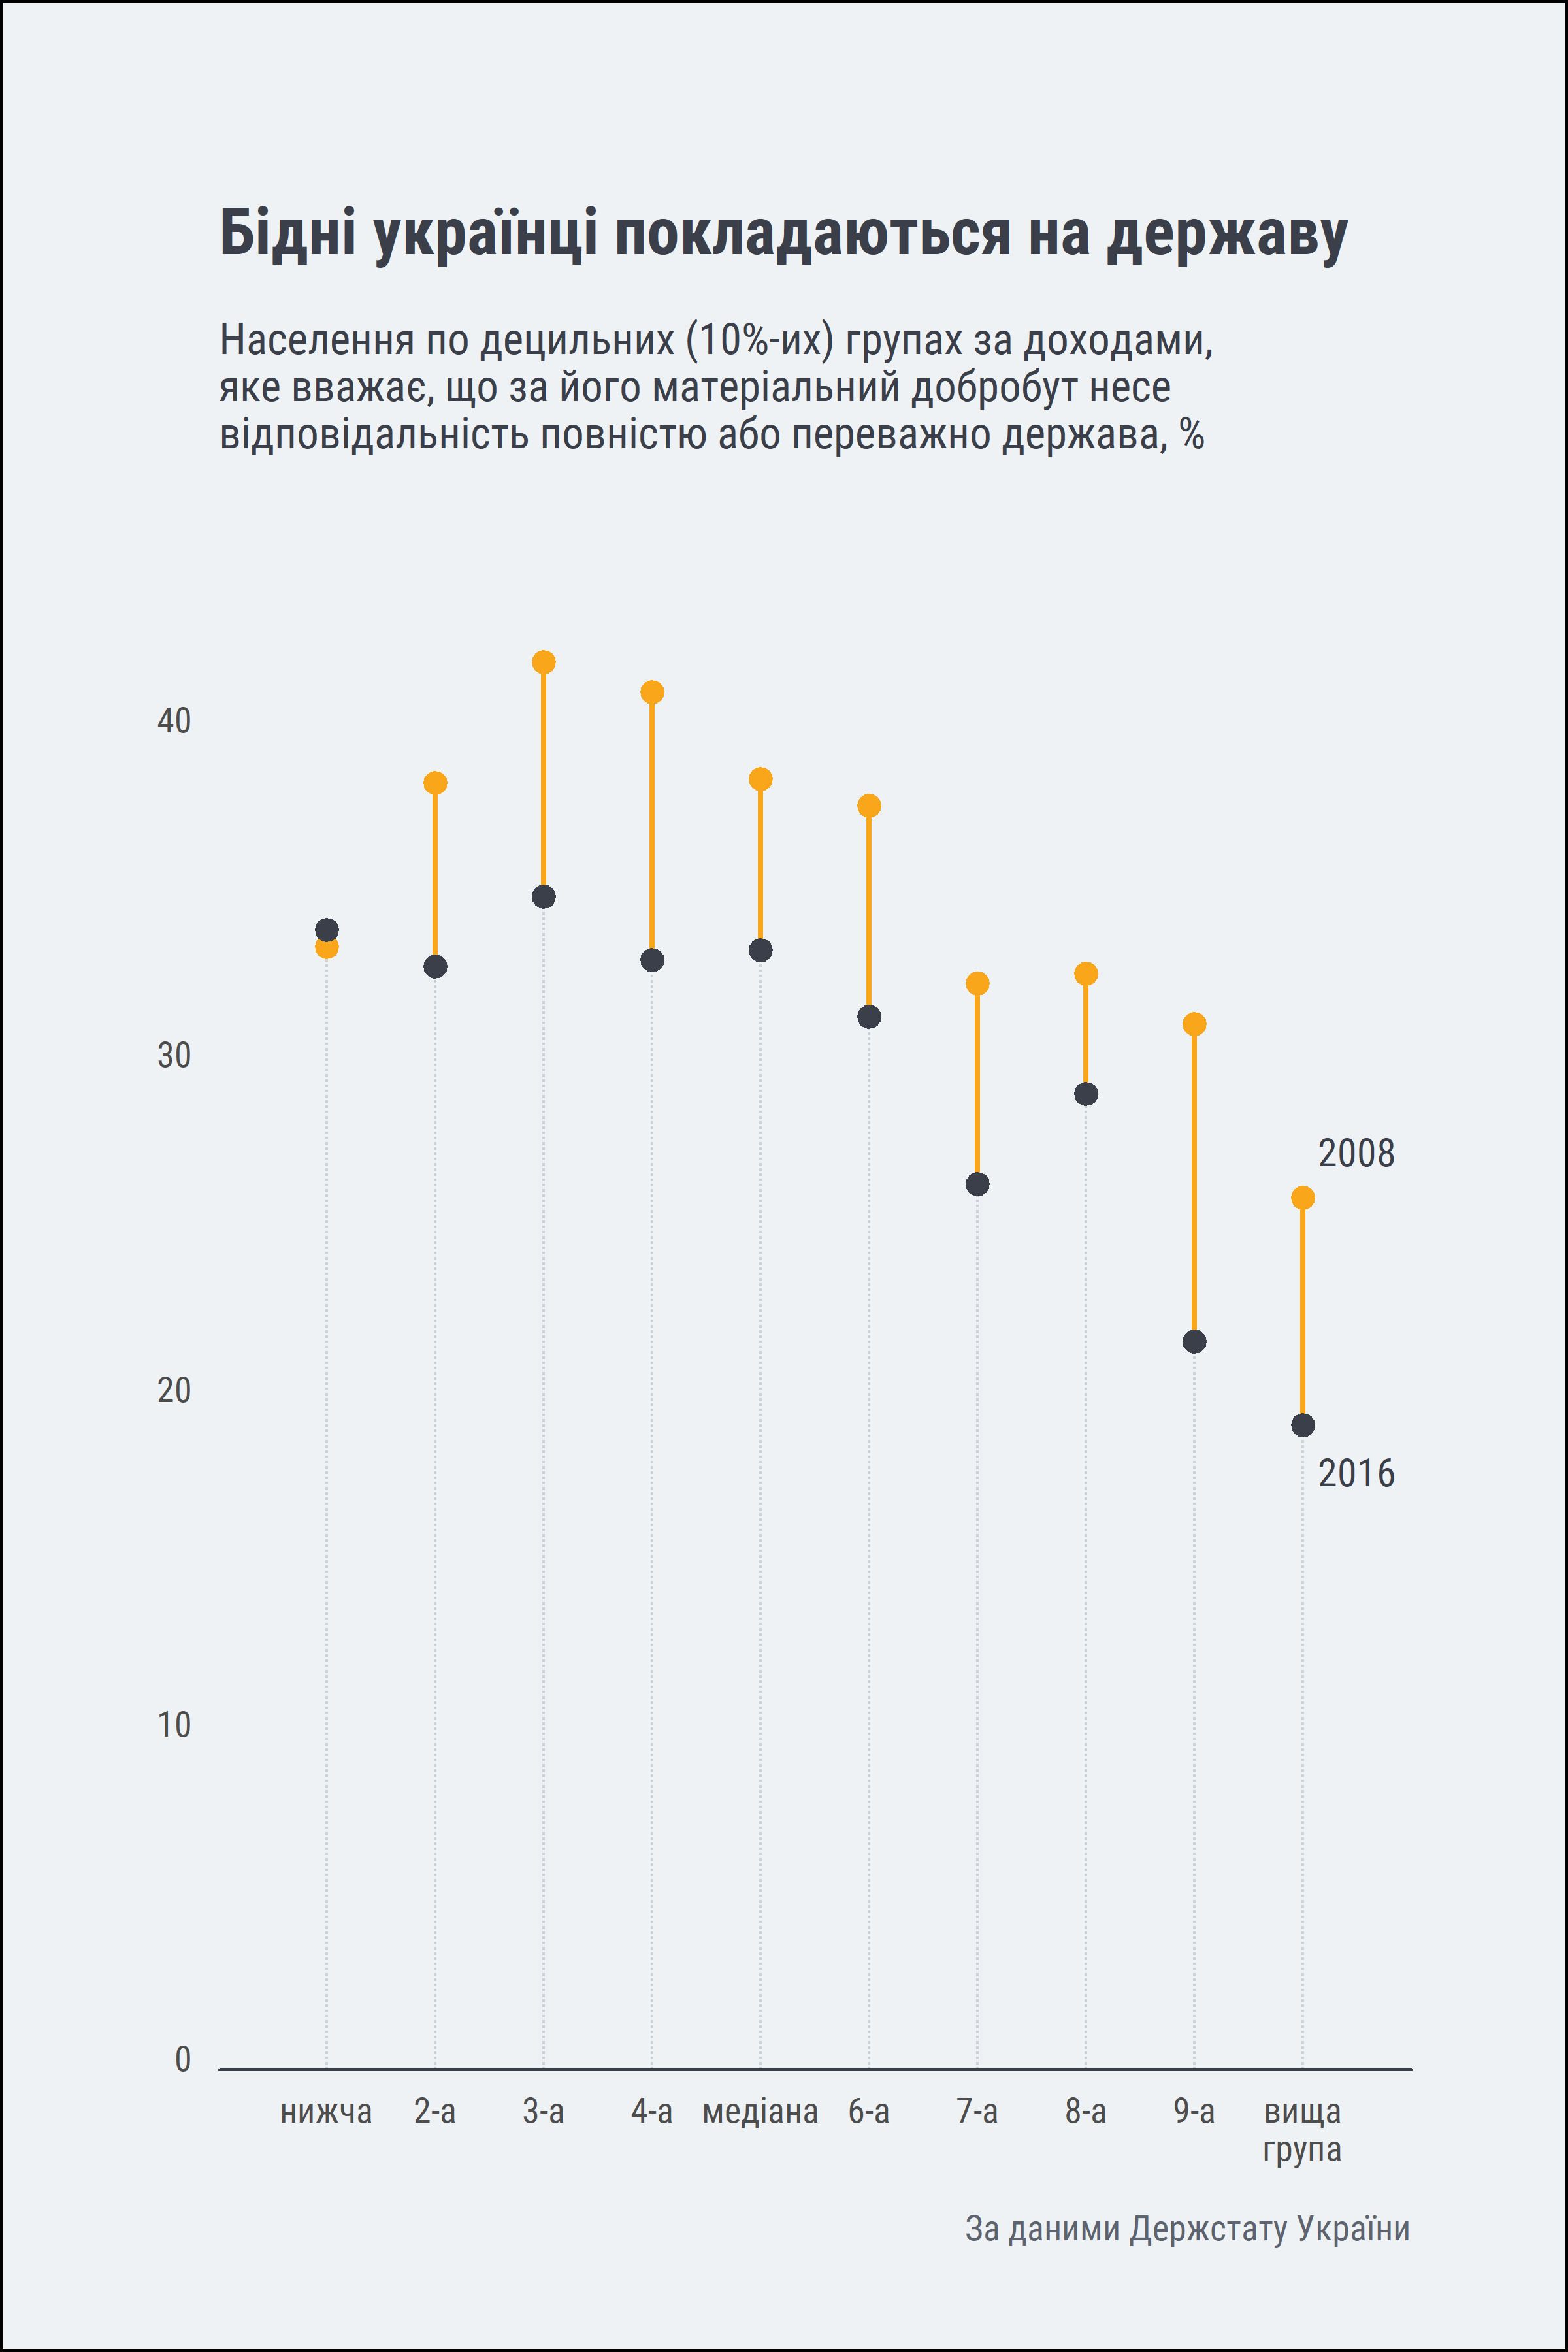 Бідні українці покладаються на державу
Населення по децильних (10%-их) групах за доходами,
яке вважає, що за його матеріальний добробут несе
відповідальність повністю або переважно держава, %
40
30
20
10
0
2008
2016
нижча 2-а 3-а 4-а медіана 6-а 7-а 8-а 9-а вища
група
За даними Держстату України